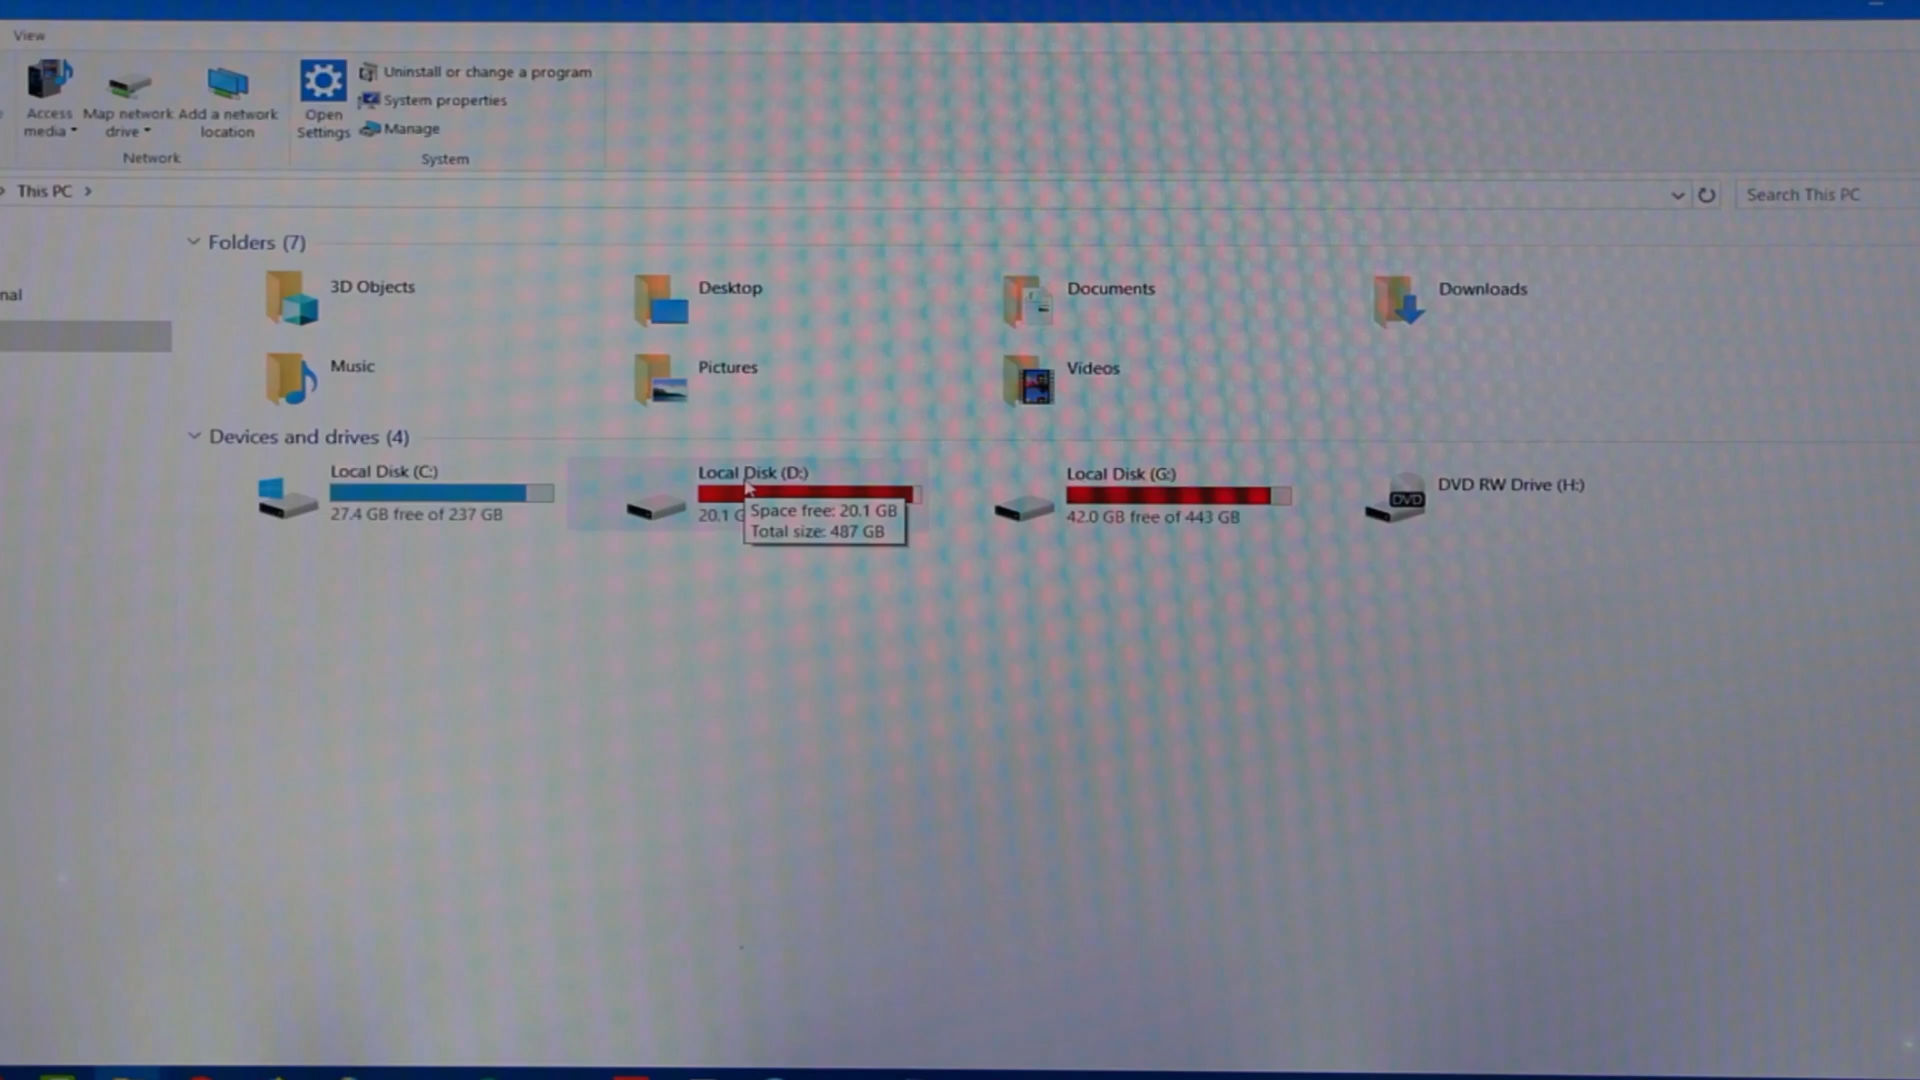 View
Access media
Map network drive
Add a network location
Open Settings
Uninstall or change a program
System properties
Manage
Network
System
This PC
Search This PC
nal
Folders (7)
3D Objects
Desktop
Documents
Downloads
Music
Pictures
Videos
Devices and drives (4)
Local Disk (C:)
27.4 GB free of 237 GB
Local Disk (D:)
20.1 G
Space free: 20.1 GB
Total size: 487 GB
Local Disk (G:)
42.0 GB free of 443 GB
DVD
DVD RW Drive (H:)